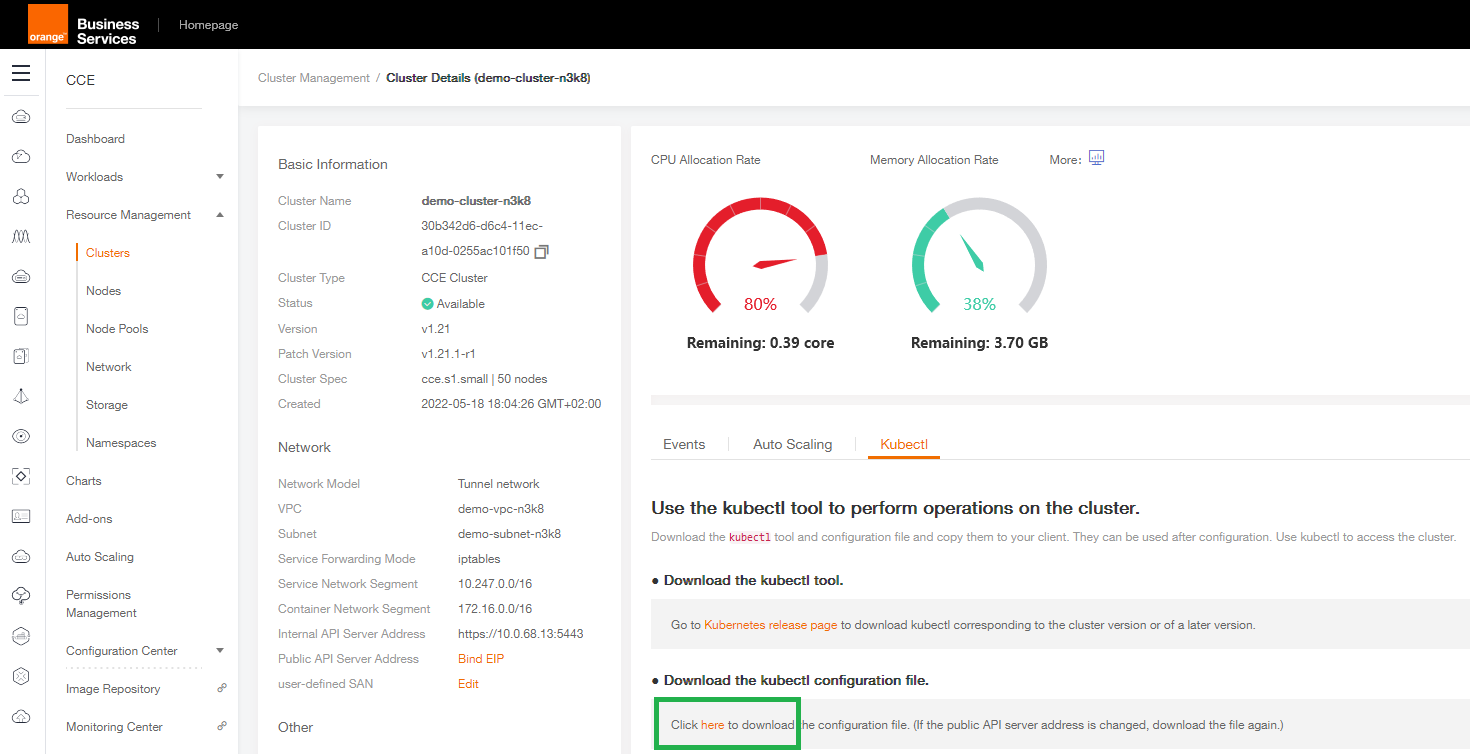 orange™
Business
Services
Homepage
CCE
Dashboard
Workloads
Resource Management
Clusters
Nodes
Node Pools
Network
Storage
Namespaces
Charts
Add-ons
Auto Scaling
Permissions
Management
Configuration Center
Image Repository
Monitoring Center
Cluster Management / Cluster Details (demo-cluster-n3k8)
Basic Information
Cluster Name demo-cluster-n3k8
Cluster ID 30b342d6-d6c4-11ec-
a10d-0255ac101f50
Cluster Type CCE Cluster
Status Available
Version v1.21
Patch Version v1.21.1-r1
Cluster Spec cce.s1.small | 50 nodes
Created 2022-05-18 18:04:26 GMT+02:00
Network
Network Model Tunnel network
VPC demo-vpc-n3k8
Subnet demo-subnet-n3k8
Service Forwarding Mode iptables
Service Network Segment 10.247.0.0/16
Container Network Segment 172.16.0.0/16
Internal API Server Address https://10.0.68.13:5443
Public API Server Address Bind EIP
user-defined SAN Edit
Other
CPU Allocation Rate
80%
Remaining: 0.39 core
Memory Allocation Rate
38%
Remaining: 3.70 GB
More:
Events Auto Scaling Kubectl
Use the kubectl tool to perform operations on the cluster.
Download the kubectl tool and configuration file and copy them to your client. They can be used after configuration. Use kubectl to access the cluster.
● Download the kubectl tool.
Go to Kubernetes release page to download kubectl corresponding to the cluster version or of a later version.
● Download the kubectl configuration file.
Click here to download the configuration file. (If the public API server address is changed, download the file again.)